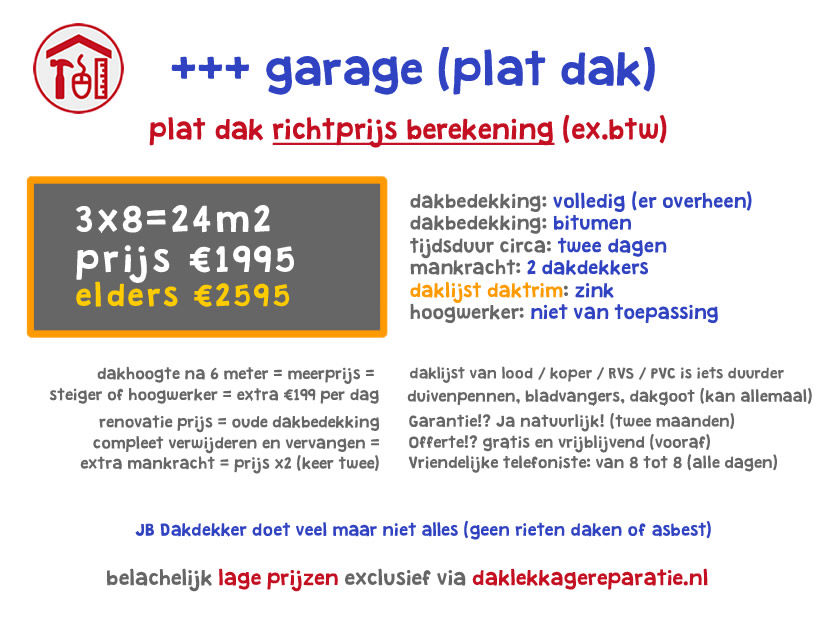 +++ garage (plat dak)
plat dak richtprijs berekening (ex.btw)
3x8=24m2
prijs €1995
elders €2595
dakbedekking: volledig (er overheen)
dakbedekking: bitumen
tijdsduur circa: twee dagen
mankracht: 2 dakdekkers
daklijst daktrim: zink
hoogwerker: niet van toepassing
dakhoogte na 6 meter = meerprijs =
steiger of hoogwerker = extra €199 per dag
renovatie prijs = oude dakbedekking
compleet verwijderen en vervangen =
extra mankracht = prijs x2 (keer twee)
daklijst van lood / koper / RVS / PVC is iets duurder
duivenpennen, bladvangers, dakgoot (kan allemaal)
Garantie!? Ja natuurlijk! (twee maanden)
Offerte!? gratis en vrijblijvend (vooraf)
Vriendelijke telefoniste: van 8 tot 8 (alle dagen)
JB Dakdekker doet veel maar niet alles (geen rieten daken of asbest)
belachelijk lage prijzen exclusief via daklekkagereparatie.nl